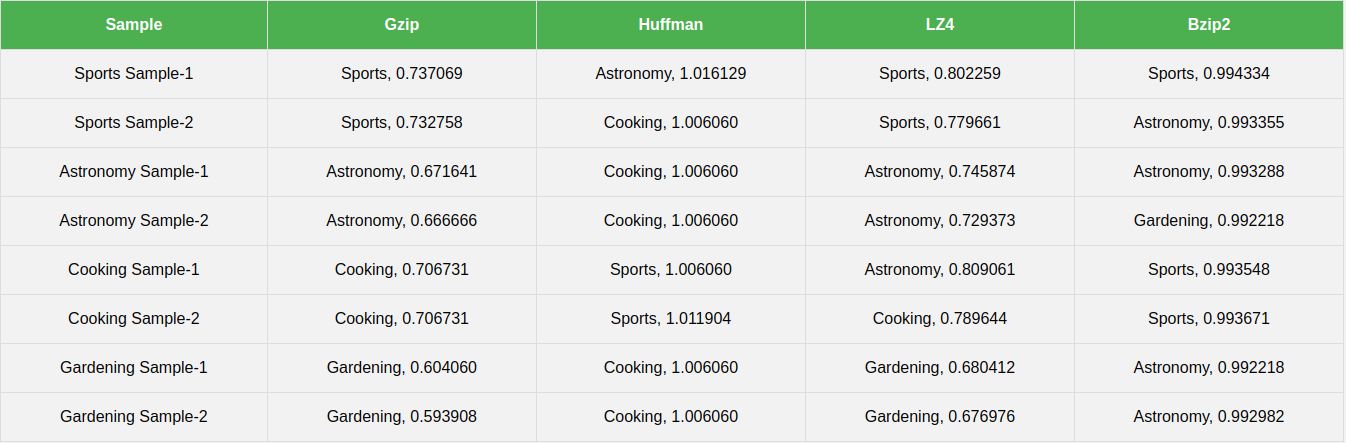 Sample Gzip Huffman LZ4 Bzip2
Sports Sample-1 Sports, 0.737069 Astronomy, 1.016129 Sports, 0.802259 Sports, 0.994334
Sports Sample-2 Sports, 0.732758 Cooking, 1.006060 Sports, 0.779661 Astronomy, 0.993355
Astronomy Sample-1 Astronomy, 0.671641 Cooking, 1.006060 Astronomy, 0.745874 Astronomy, 0.993288
Astronomy Sample-2 Astronomy, 0.666666 Cooking, 1.006060 Astronomy, 0.729373 Gardening, 0.992218
Cooking Sample-1 Cooking, 0.706731 Sports, 1.006060 Astronomy, 0.809061 Sports, 0.993548
Cooking Sample-2 Cooking, 0.706731 Sports, 1.011904 Cooking, 0.789644 Sports, 0.993671
Gardening Sample-1 Gardening, 0.604060 Cooking, 1.006060 Gardening, 0.680412 Astronomy, 0.992218
Gardening Sample-2 Gardening, 0.593908 Cooking, 1.006060 Gardening, 0.676976 Astronomy, 0.992982